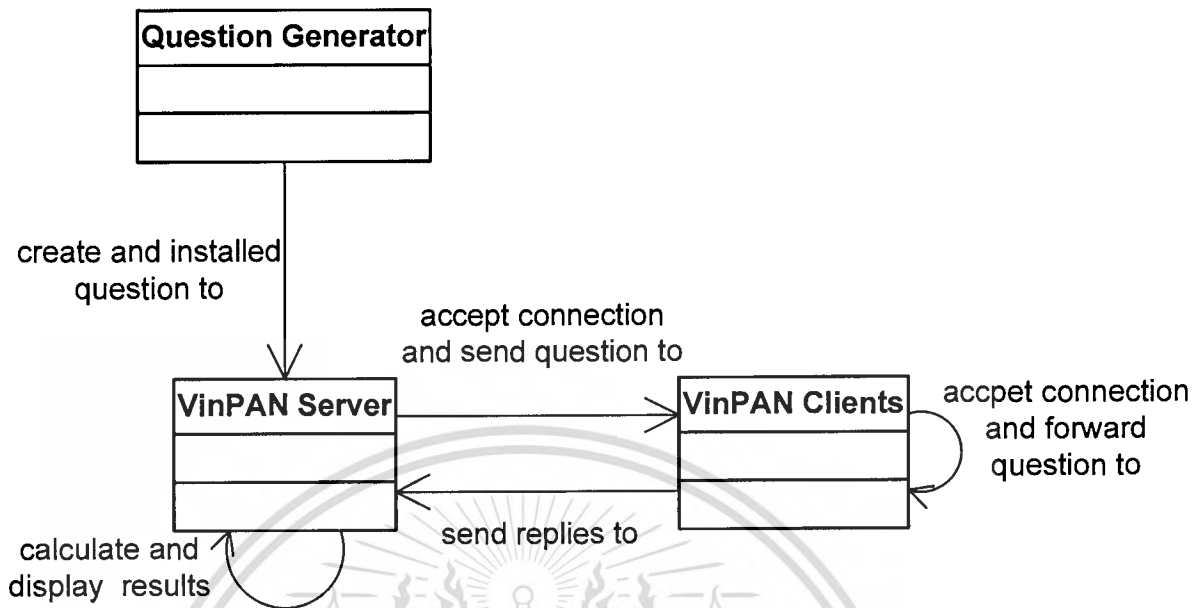 Question Generator
create and installed
question to
accept connection
and send question to
VinPAN Server
VinPAN Clients
accpet connection
and forward
question to
send replies to
calculate and
display results